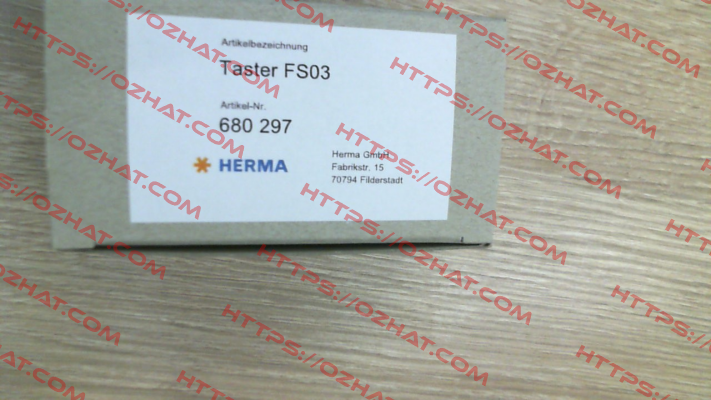 Artikelbezeichnung
Taster FS03
Artikel-Nr.
680 297
HERMA
Herma GmbH
Fabrikstr. 15
70794 Filderstadt
HTTPS://OZHAT.COM